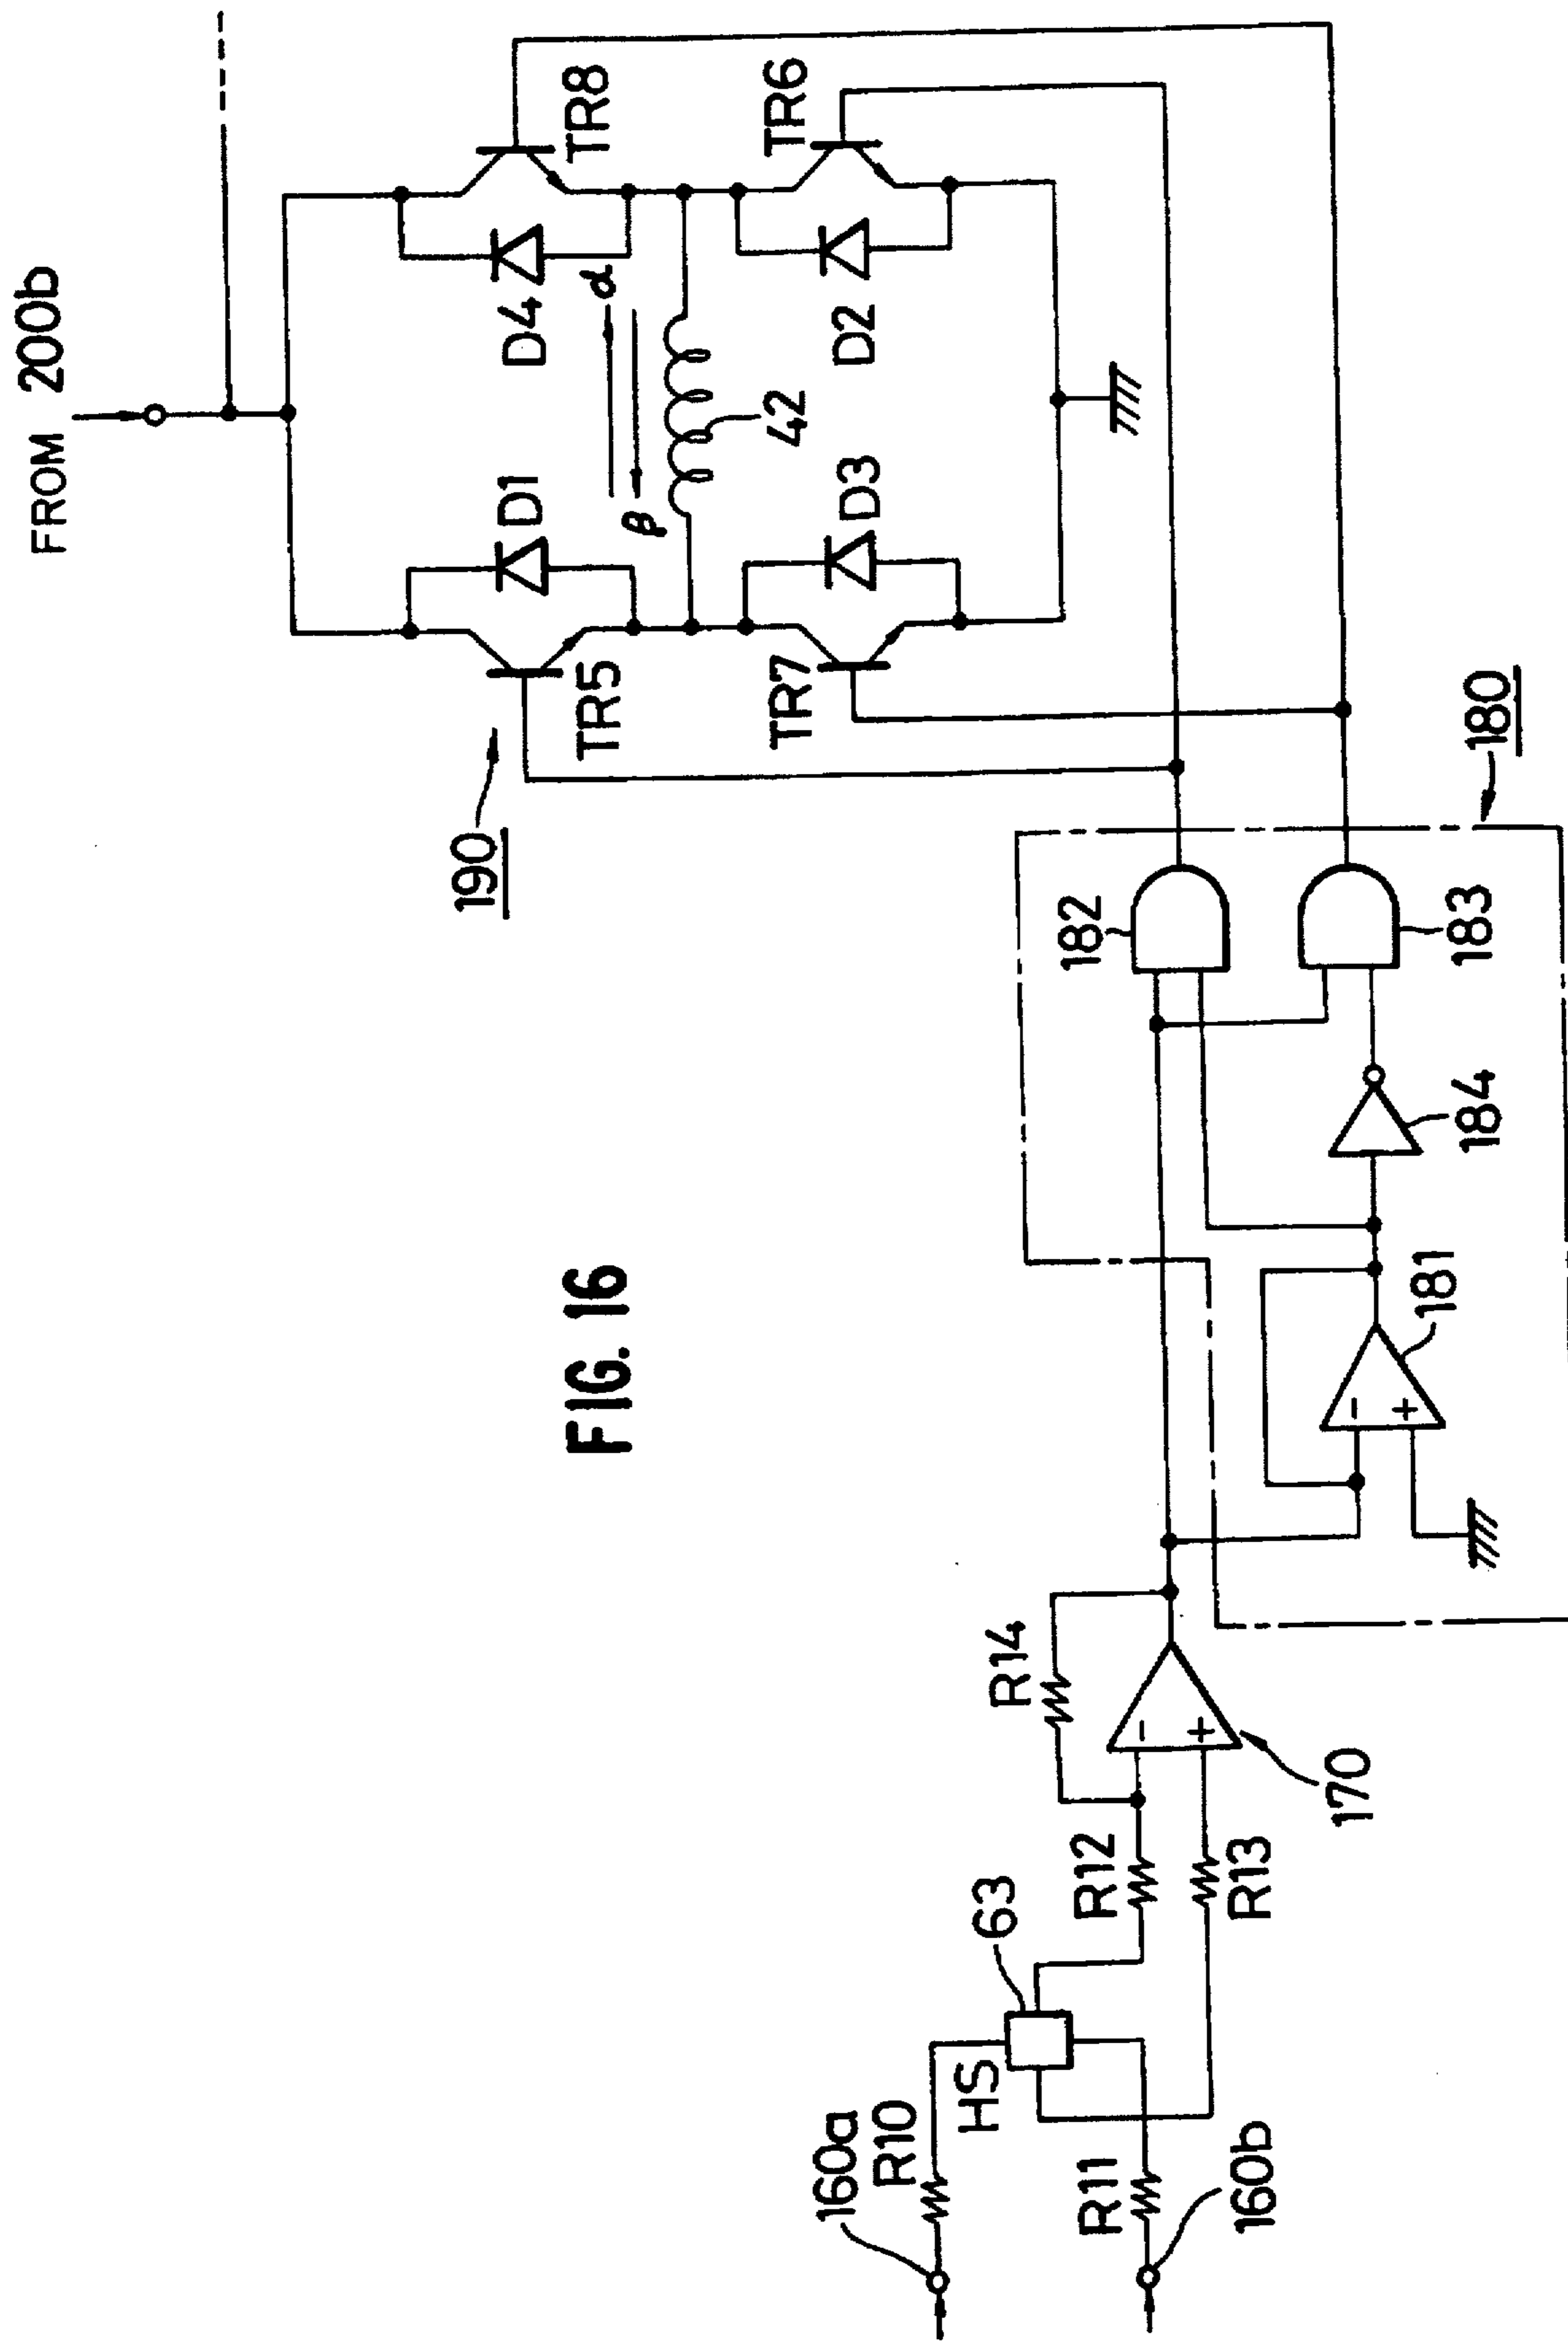 FIG. 16
FROM 200b
190
TR5
D1
D4
TR8
α
β
42
TR7
D3
D2
TR6
180
182
183
184
181
-
+
R14
-
+
170
R12
R13
63
HS
160a
R10
R11
160b